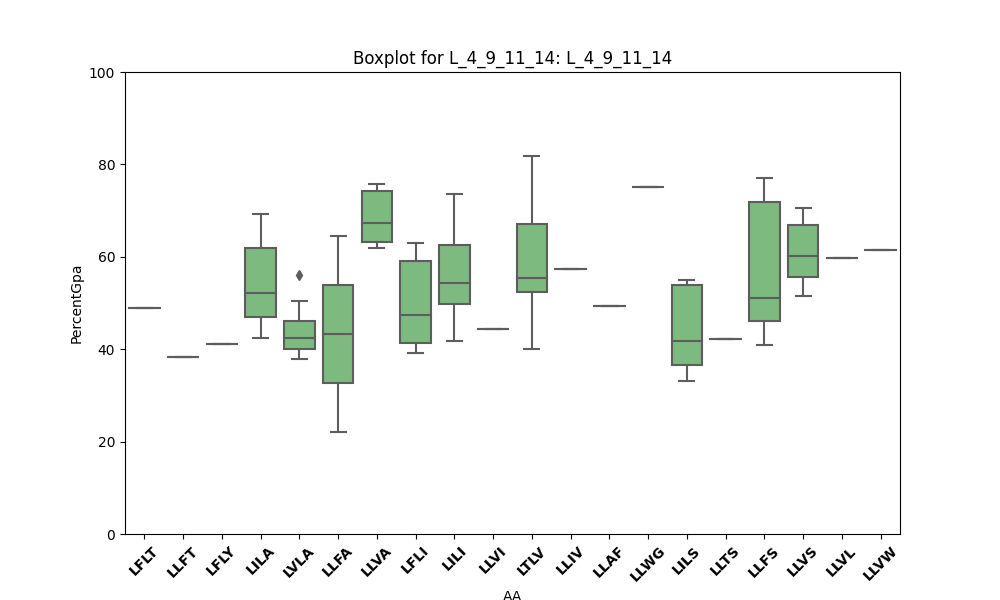 Boxplot for L_4_9_11_14: L_4_9_11_14
100
80
60
40
20
0
PercentGpa
LFLT LLFT LFLY LILA LVLA LLFA LLVA LFLI LILI LLVI LTLV LLIV LLAF LLWG LILS LLTS LLFS LLVS LLVL LLVW
AA